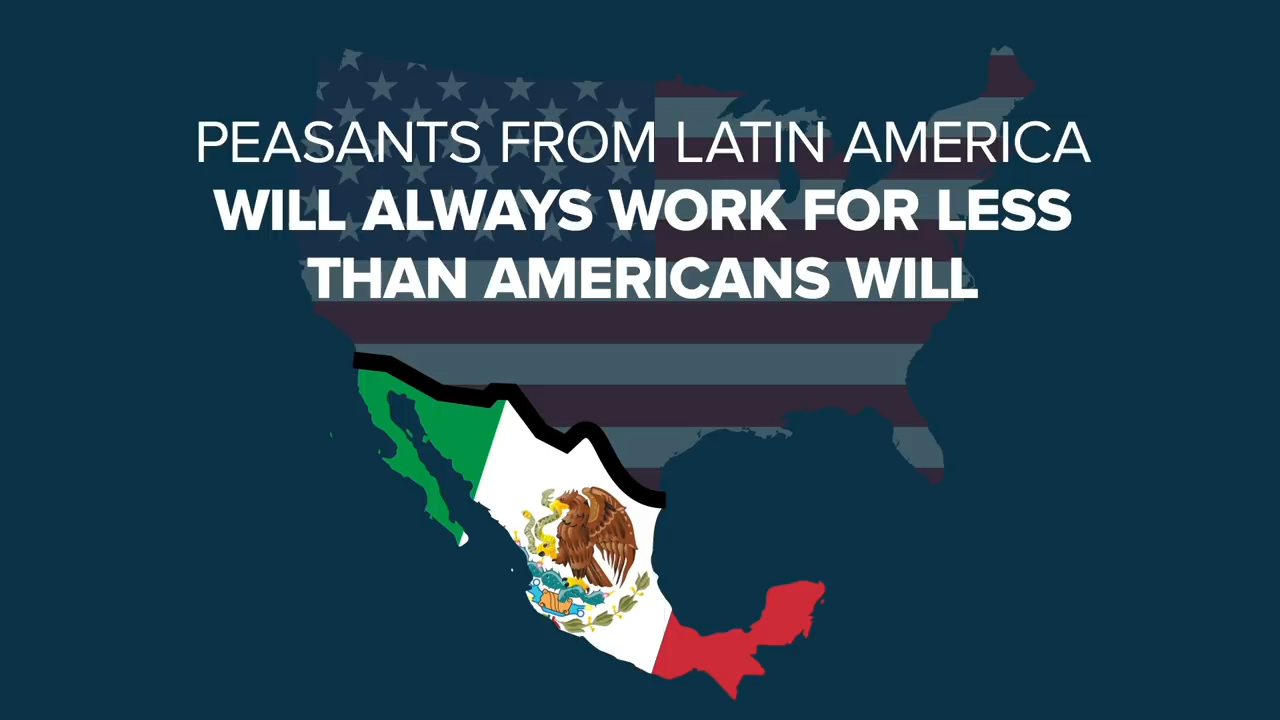 PEASANTS FROM LATIN AMERICA
WILL ALWAYS WORK FOR LESS
THAN AMERICANS WILL